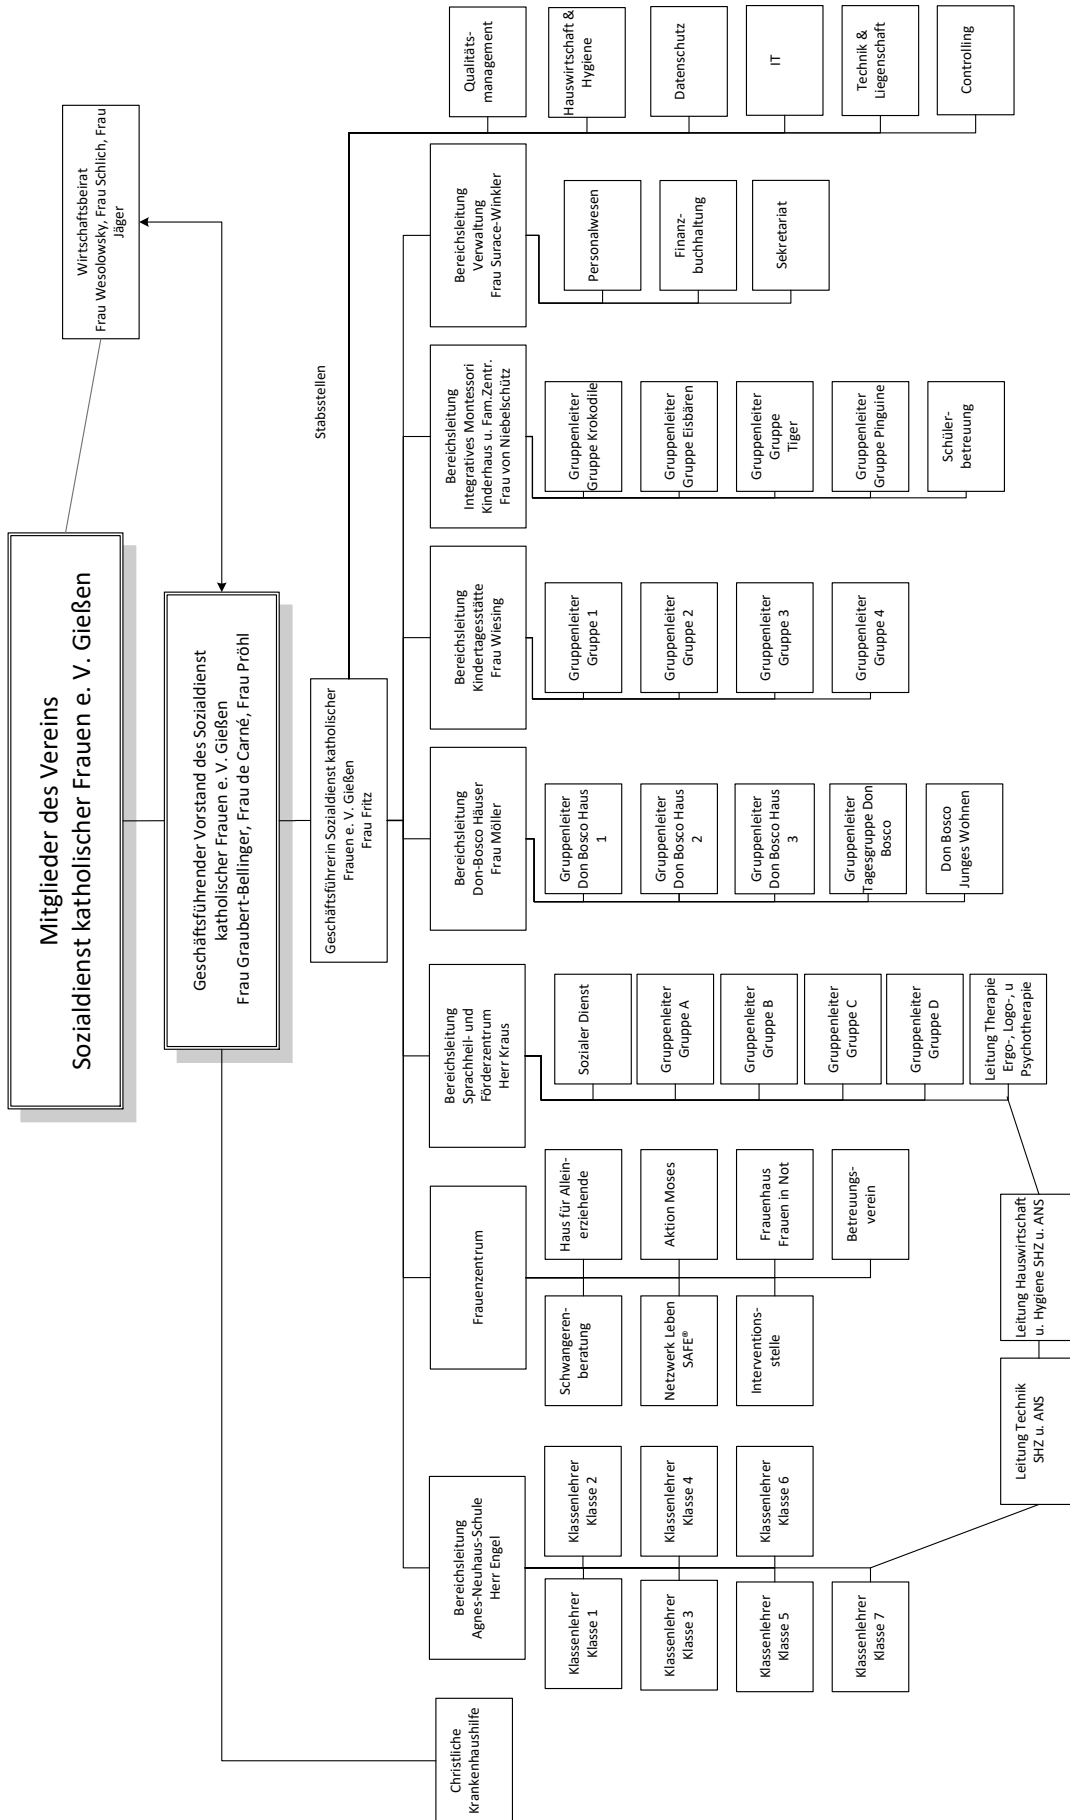 Mitglieder des Vereins
Sozialdienst katholischer Frauen e. V. Gießen
Wirtschaftsbeirat
Frau Wesolowsky, Frau Schlich, Frau
Jäger
Geschäftsführender Vorstand des Sozialdienst
katholischer Frauen e. V. Gießen
Frau Graubert-Bellinger, Frau de Carné, Frau Pröhl
Geschäftsführerin Sozialdienst katholischer
Frauen e. V. Gießen
Frau Fritz
Stabsstellen
Christliche
Krankenhaushilfe
Bereichsleitung
Agnes-Neuhaus-Schule
Herr Engel
Klassenlehrer
Klasse 1
Klassenlehrer
Klasse 2
Klassenlehrer
Klasse 3
Klassenlehrer
Klasse 4
Klassenlehrer
Klasse 5
Klassenlehrer
Klasse 6
Klassenlehrer
Klasse 7
Leitung Technik
SHZ u. ANS
Leitung Hauswirtschaft
u. Hygiene SHZ u. ANS
Frauenzentrum
Schwangeren-
beratung
Haus für Allein-
erziehende
Netzwerk Leben
SAFE®
Aktion Moses
Interventions-
stelle
Frauenhaus
Frauen in Not
Betreuungs-
verein
Bereichsleitung
Sprachheil- und
Förderzentrum
Herr Kraus
Sozialer Dienst
Gruppenleiter
Gruppe A
Gruppenleiter
Gruppe B
Gruppenleiter
Gruppe C
Gruppenleiter
Gruppe D
Leitung Therapie
Ergo-, Logo-, u
Psychotherapie
Bereichsleitung
Don-Bosco Häuser
Frau Möller
Gruppenleiter
Don Bosco Haus
1
Gruppenleiter
Don Bosco Haus
2
Gruppenleiter
Don Bosco Haus
3
Gruppenleiter
Tagesgruppe Don
Bosco
Don Bosco
Junges Wohnen
Bereichsleitung
Kindertagesstätte
Frau Wiesing
Gruppenleiter
Gruppe 1
Gruppenleiter
Gruppe 2
Gruppenleiter
Gruppe 3
Gruppenleiter
Gruppe 4
Bereichsleitung
Integratives Montessori
Kinderhaus u. Fam.Zentr.
Frau von Niebelschütz
Gruppenleiter
Gruppe Krokodile
Gruppenleiter
Gruppe Eisbären
Gruppenleiter
Gruppe
Tiger
Gruppenleiter
Gruppe Pinguine
Schüler-
betreuung
Bereichsleitung
Verwaltung
Frau Surace-Winkler
Personalwesen
Finanz-
buchhaltung
Sekretariat
Qualitäts-
management
Hauswirtschaft &
Hygiene
Datenschutz
IT
Technik &
Liegenschaft
Controlling